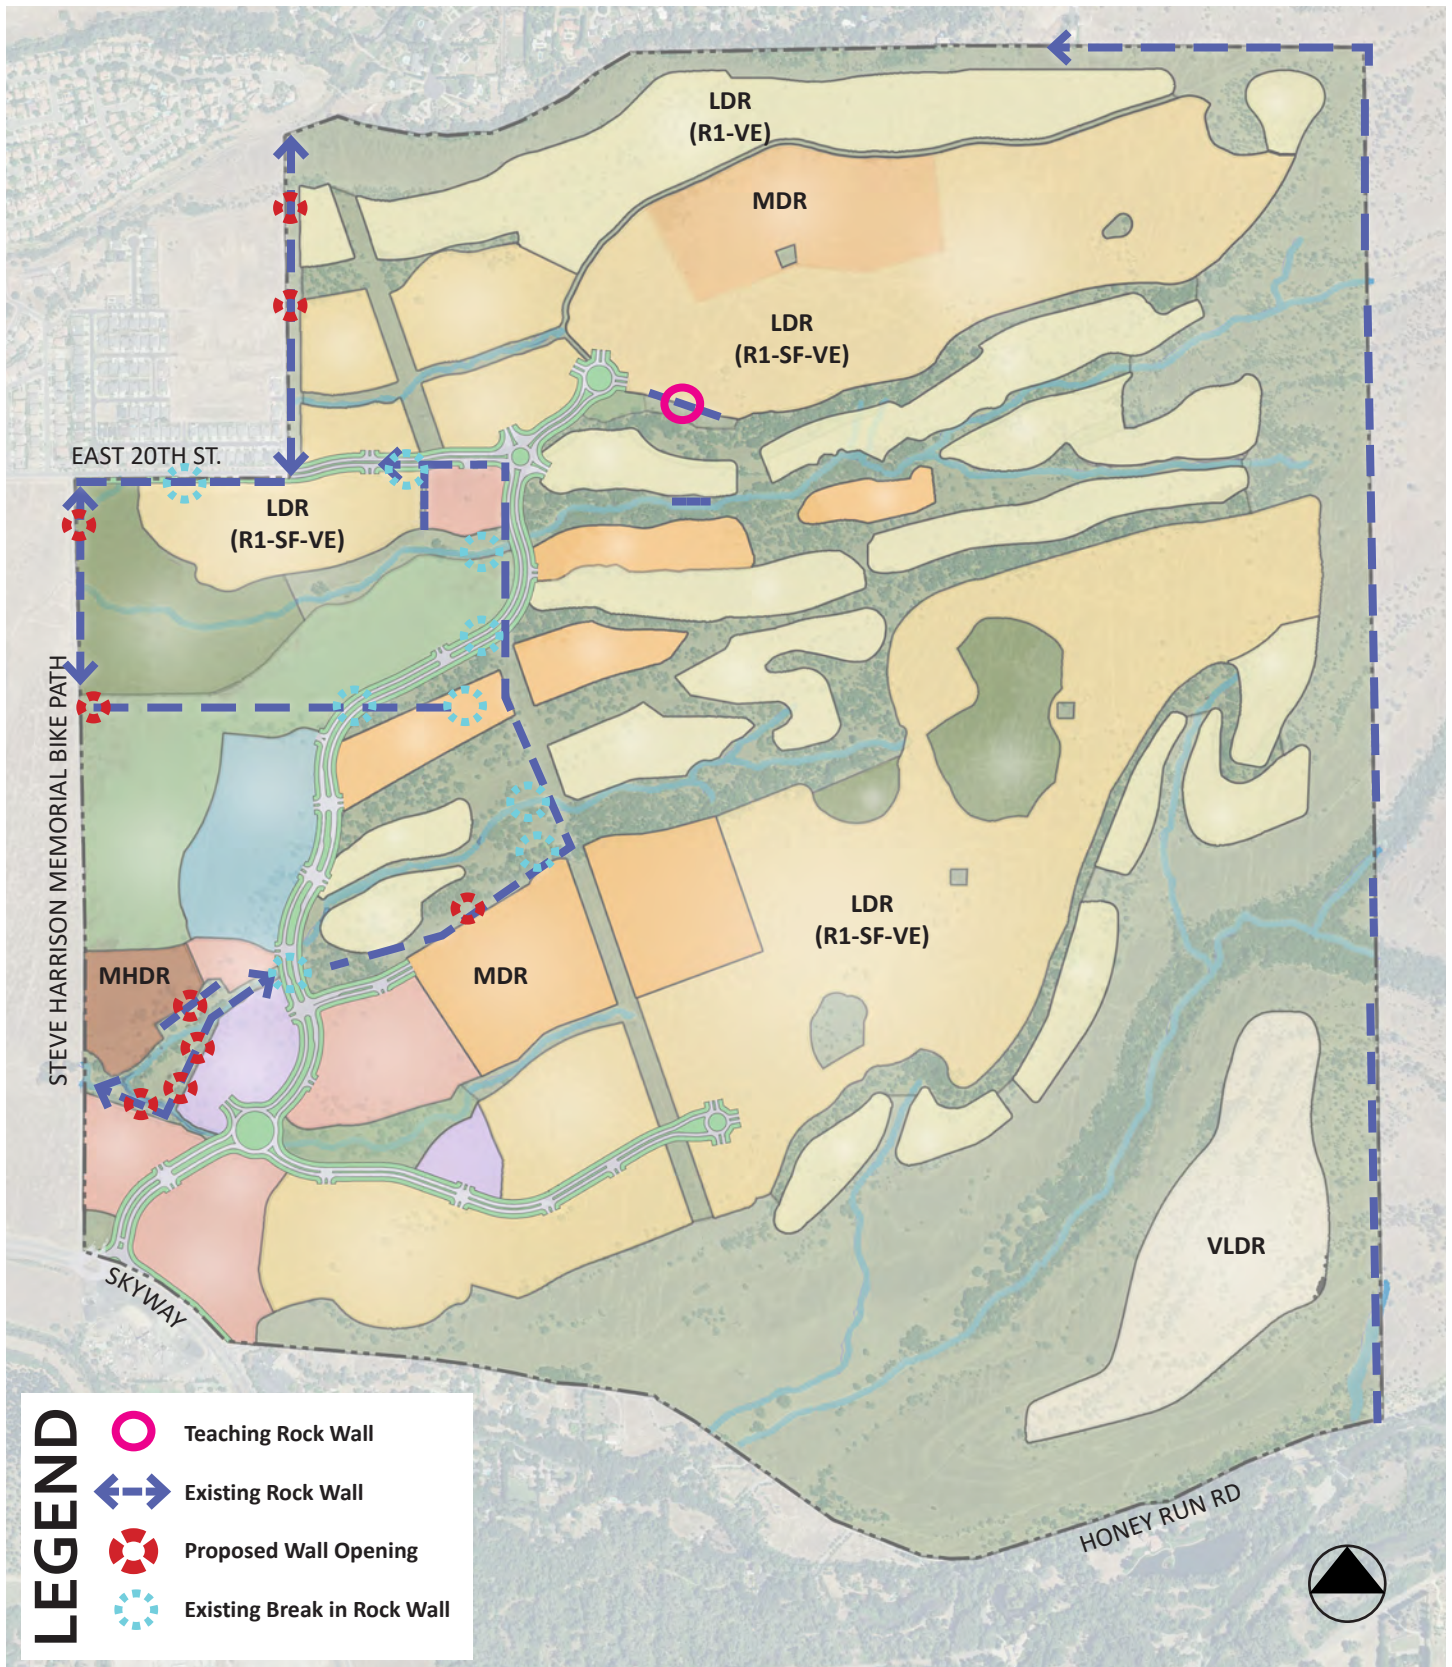 LDR
(R1-VE)
MDR
LDR
(R1-SF-VE)
EAST 20TH ST.
LDR
(R1-SF-VE)
STEVE HARRISON MEMORIAL BIKE PATH
LDR
(R1-SF-VE)
MHDR
MDR
VLDR
SKYWAY
HONEY RUN RD
LEGEND
Teaching Rock Wall
Existing Rock Wall
Proposed Wall Opening
Existing Break in Rock Wall